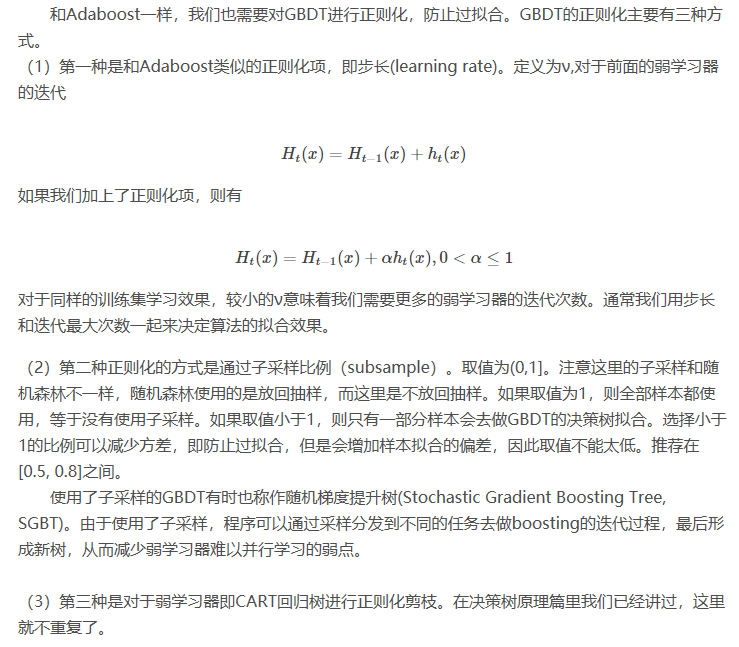 和Adaboost一样，我们也需要对GBDT进行正则化，防止过拟合。GBDT的正则化主要有三种方
式。
（1）第一种是和Adaboost类似的正则化项，即步长(learning rate)。定义为ν,对于前面的弱学习器
的迭代
H_t(x) = H_{t−1}(x) + h_t(x)
如果我们加上了正则化项，则有
H_t(x) = H_{t−1}(x) + αh_t(x), 0 < α ≤ 1
对于同样的训练集学习效果，较小的ν意味着我们需要更多的弱学习器的迭代次数。通常我们用步长
和迭代最大次数一起来决定算法的拟合效果。
（2）第二种正则化的方式是通过子采样比例（subsample）。取值为(0,1]。注意这里的子采样和随
机森林不一样，随机森林使用的是放回抽样，而这里是不放回抽样。如果取值为1，则全部样本都使
用，等于没有使用子采样。如果取值小于1，则只有一部分样本会去做GBDT的决策树拟合。选择小于
1的比例可以减少方差，即防止过拟合，但是会增加样本拟合的偏差，因此取值不能太低。推荐在
[0.5, 0.8]之间。
使用了子采样的GBDT有时也称作随机梯度提升树(Stochastic Gradient Boosting Tree,
SGBT)。由于使用了子采样，程序可以通过采样分发到不同的任务去做boosting的迭代过程，最后形
成新树，从而减少弱学习器难以并行学习的弱点。
（3）第三种是对于弱学习器即CART回归树进行正则化剪枝。在决策树原理篇里我们已经讲过，这里
就不重复了。